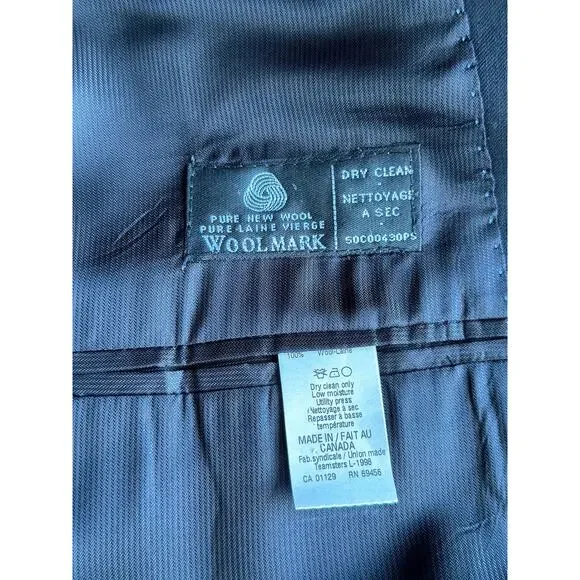 PURE NEW WOOL
PURE LAINE VIERGE
WOOLMARK
DRY CLEAN
NETTOYAGE
A SEC
50C00430PS
100% Wool-Laine
Dry clean only
Low moisture
Utility press
/Nettoyage à sec
Repasser à basse
température
MADE IN / FAIT AU
CANADA
Fab.syndicale / Union made
Teamsters L-1998
CA 01129 RN 69456